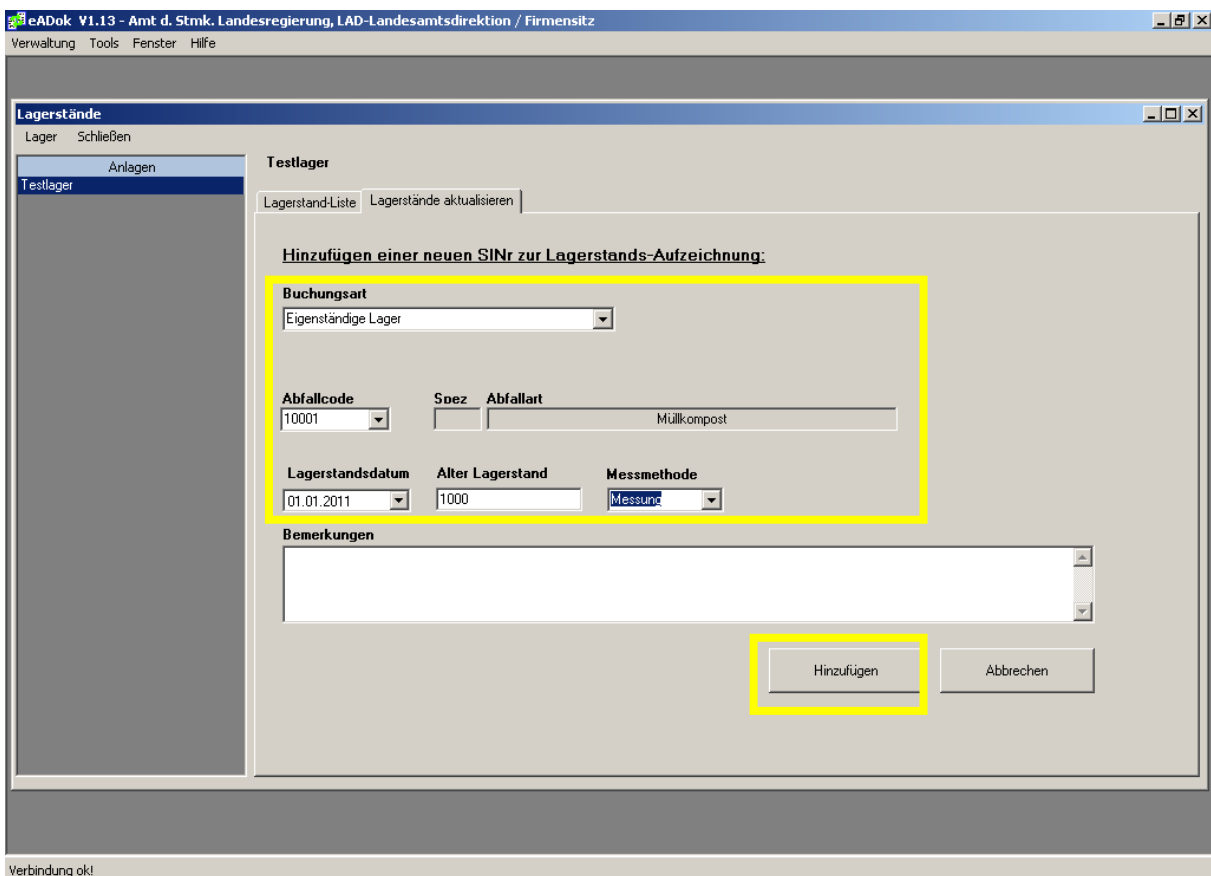 eADok V1.13 - Amt d. Stmk. Landesregierung, LAD-Landesamtsdirektion / Firmensitz
Verwaltung Tools Fenster Hilfe
Lagerstände
Lager Schließen
Anlagen
Testlager
Testlager
Lagerstand-Liste Lagerstände aktualisieren
Hinzufügen einer neuen SINr zur Lagerstands-Aufzeichnung:
Buchungsart
Eigenständige Lager
Abfallcode Spez Abfallart
10001 Müllkompost
Lagerstandsdatum Alter Lagerstand Messmethode
01.01.2011 1000 Messung
Bemerkungen
Hinzufügen Abbrechen
Verbindung ok!